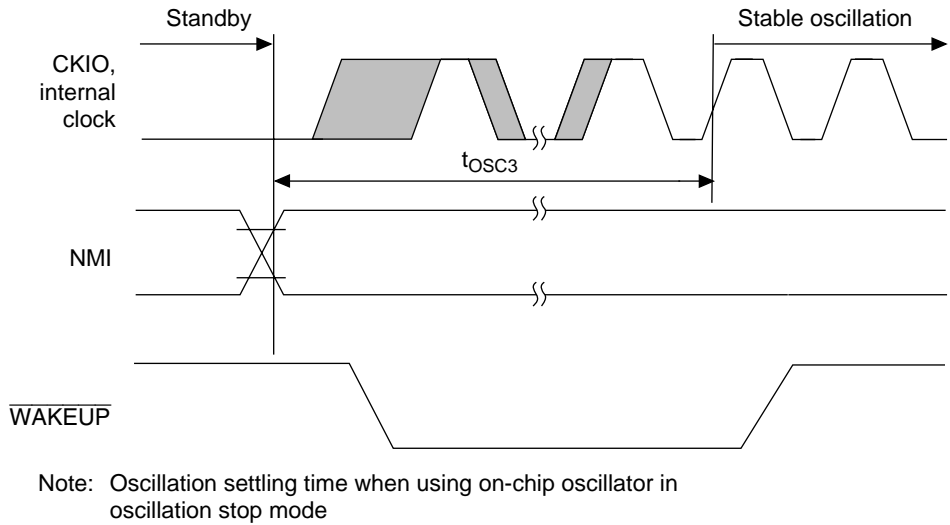 Standby
Stable oscillation
CKIO,
internal
clock
tOSC3
NMI
WAKEUP
Note: Oscillation settling time when using on-chip oscillator in
oscillation stop mode